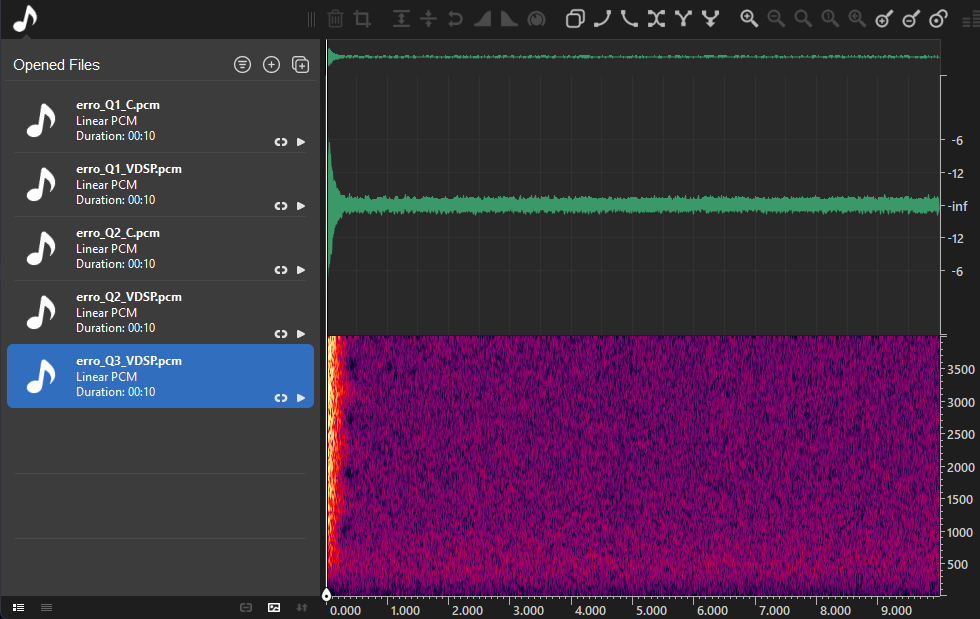 Opened Files
erro_Q1_C.pcm
Linear PCM
Duration: 00:10
erro_Q1_VDSP.pcm
Linear PCM
Duration: 00:10
erro_Q2_C.pcm
Linear PCM
Duration: 00:10
erro_Q2_VDSP.pcm
Linear PCM
Duration: 00:10
erro_Q3_VDSP.pcm
Linear PCM
Duration: 00:10
-6
-12
-inf
-12
-6
3500
3000
2500
2000
1500
1000
500
0.000 1.000 2.000 3.000 4.000 5.000 6.000 7.000 8.000 9.000